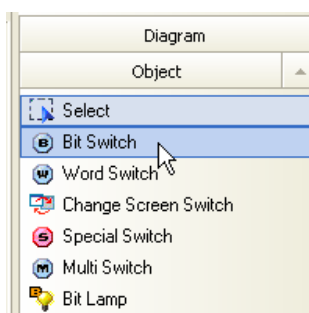 Diagram
Object
Select
Bit Switch
Word Switch
Change Screen Switch
Special Switch
Multi Switch
Bit Lamp